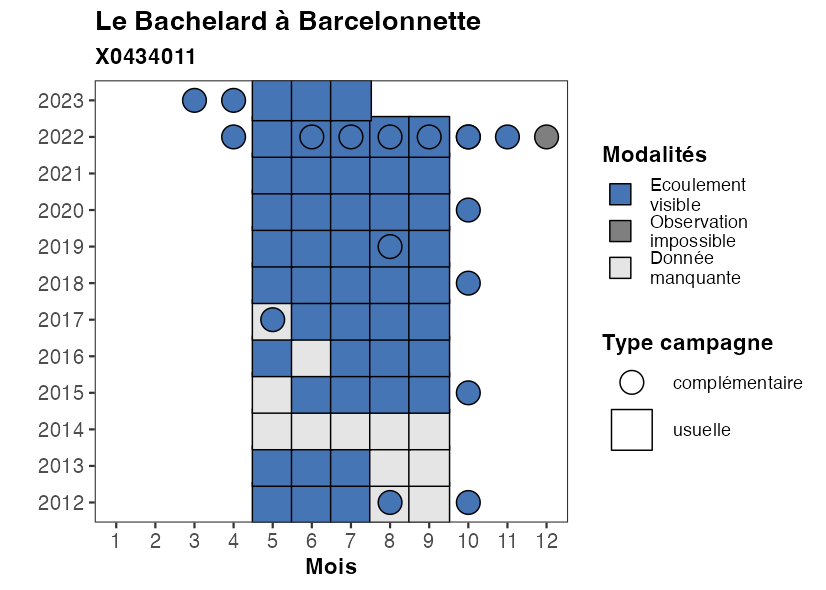 Le Bachelard à Barcelonnette
X0434011
2023
2022
2021
2020
2019
2018
2017
2016
2015
2014
2013
2012
1 2 3 4 5 6 7 8 9 10 11 12
Mois
Modalités
Ecoulement
visible
Observation
impossible
Donnée
manquante
Type campagne
complémentaire
usuelle